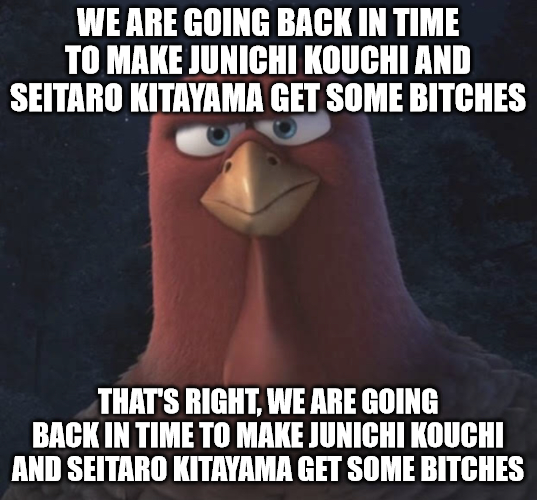 WE ARE GOING BACK IN TIME
TO MAKE JUNICHI KOUCHI AND
SEITARO KITAYAMA GET SOME BITCHES
THAT'S RIGHT, WE ARE GOING
BACK IN TIME TO MAKE JUNICHI KOUCHI
AND SEITARO KITAYAMA GET SOME BITCHES